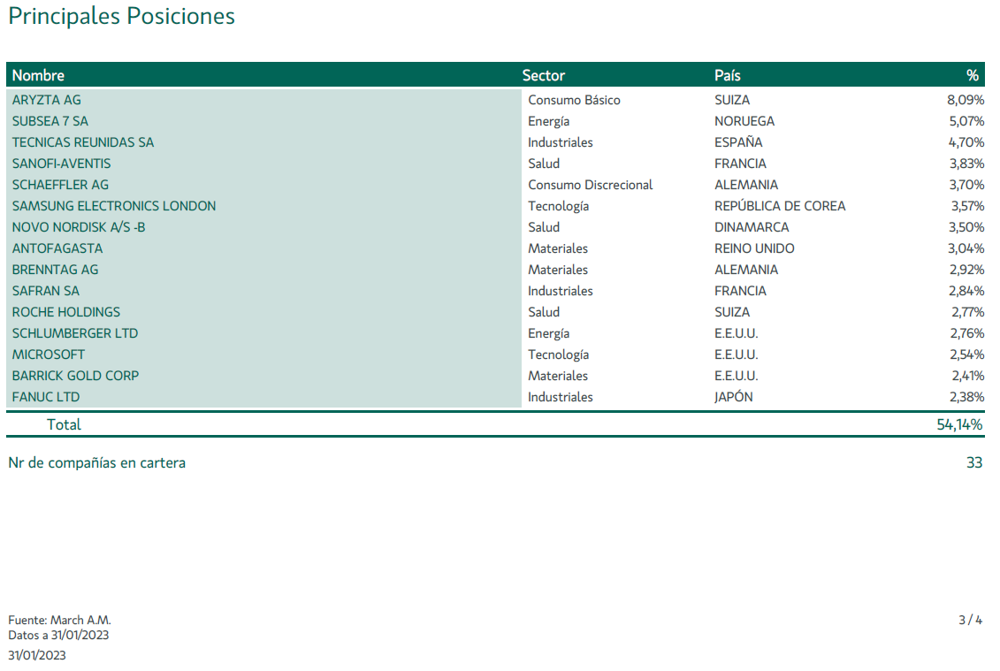 Principales Posiciones
Nombre Sector País %
ARYZTA AG Consumo Básico SUIZA 8,09%
SUBSEA 7 SA Energía NORUEGA 5,07%
TECNICAS REUNIDAS SA Industriales ESPAÑA 4,70%
SANOFI-AVENTIS Salud FRANCIA 3,83%
SCHAEFFLER AG Consumo Discrecional ALEMANIA 3,70%
SAMSUNG ELECTRONICS LONDON Tecnología REPÚBLICA DE COREA 3,57%
NOVO NORDISK A/S -B Salud DINAMARCA 3,50%
ANTOFAGASTA Materiales REINO UNIDO 3,04%
BRENNTAG AG Materiales ALEMANIA 2,92%
SAFRAN SA Industriales FRANCIA 2,84%
ROCHE HOLDINGS Salud SUIZA 2,77%
SCHLUMBERGER LTD Energía E.E.U.U. 2,76%
MICROSOFT Tecnología E.E.U.U. 2,54%
BARRICK GOLD CORP Materiales E.E.U.U. 2,41%
FANUC LTD Industriales JAPÓN 2,38%
Total 54,14%
Nr de compañías en cartera 33
Fuente: March A.M. 3 / 4
Datos a 31/01/2023
31/01/2023